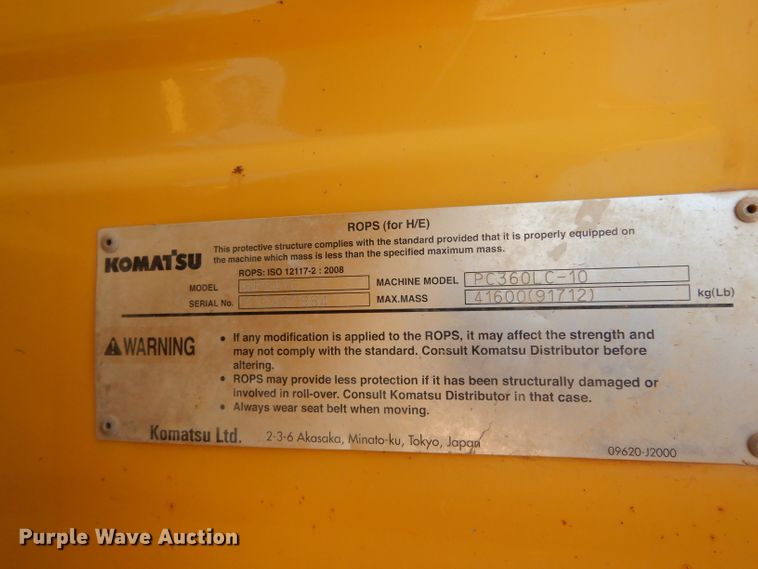 ROPS (for H/E)
KOMATSU
This protective structure complies with the standard provided that it is properly equipped on
the machine which mass is less than the specified maximum mass.
ROPS: ISO 12117-2 : 2008
MODEL
MACHINE MODEL PC360LC-10
SERIAL No.
MAX.MASS 41600(91712) kg(Lb)
WARNING
• If any modification is applied to the ROPS, it may affect the strength and
may not comply with the standard. Consult Komatsu Distributor before
altering.
• ROPS may provide less protection if it has been structurally damaged or
involved in roll-over. Consult Komatsu Distributor in that case.
• Always wear seat belt when moving.
Komatsu Ltd. 2-3-6 Akasaka, Minato-ku, Tokyo, Japan
09620-J2000
Purple Wave Auction